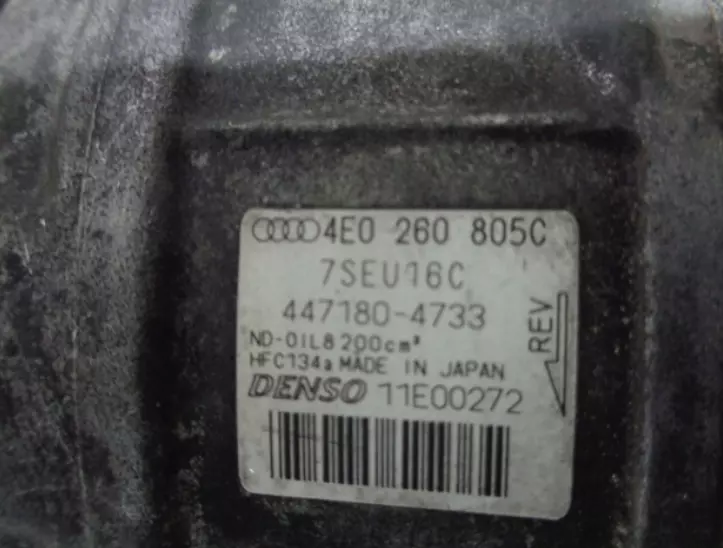 4E0 260 805C
7SEU16C
447180-4733
ND-OIL8 200cm³
HFC134a MADE IN JAPAN
DENSO 11E00272
REV